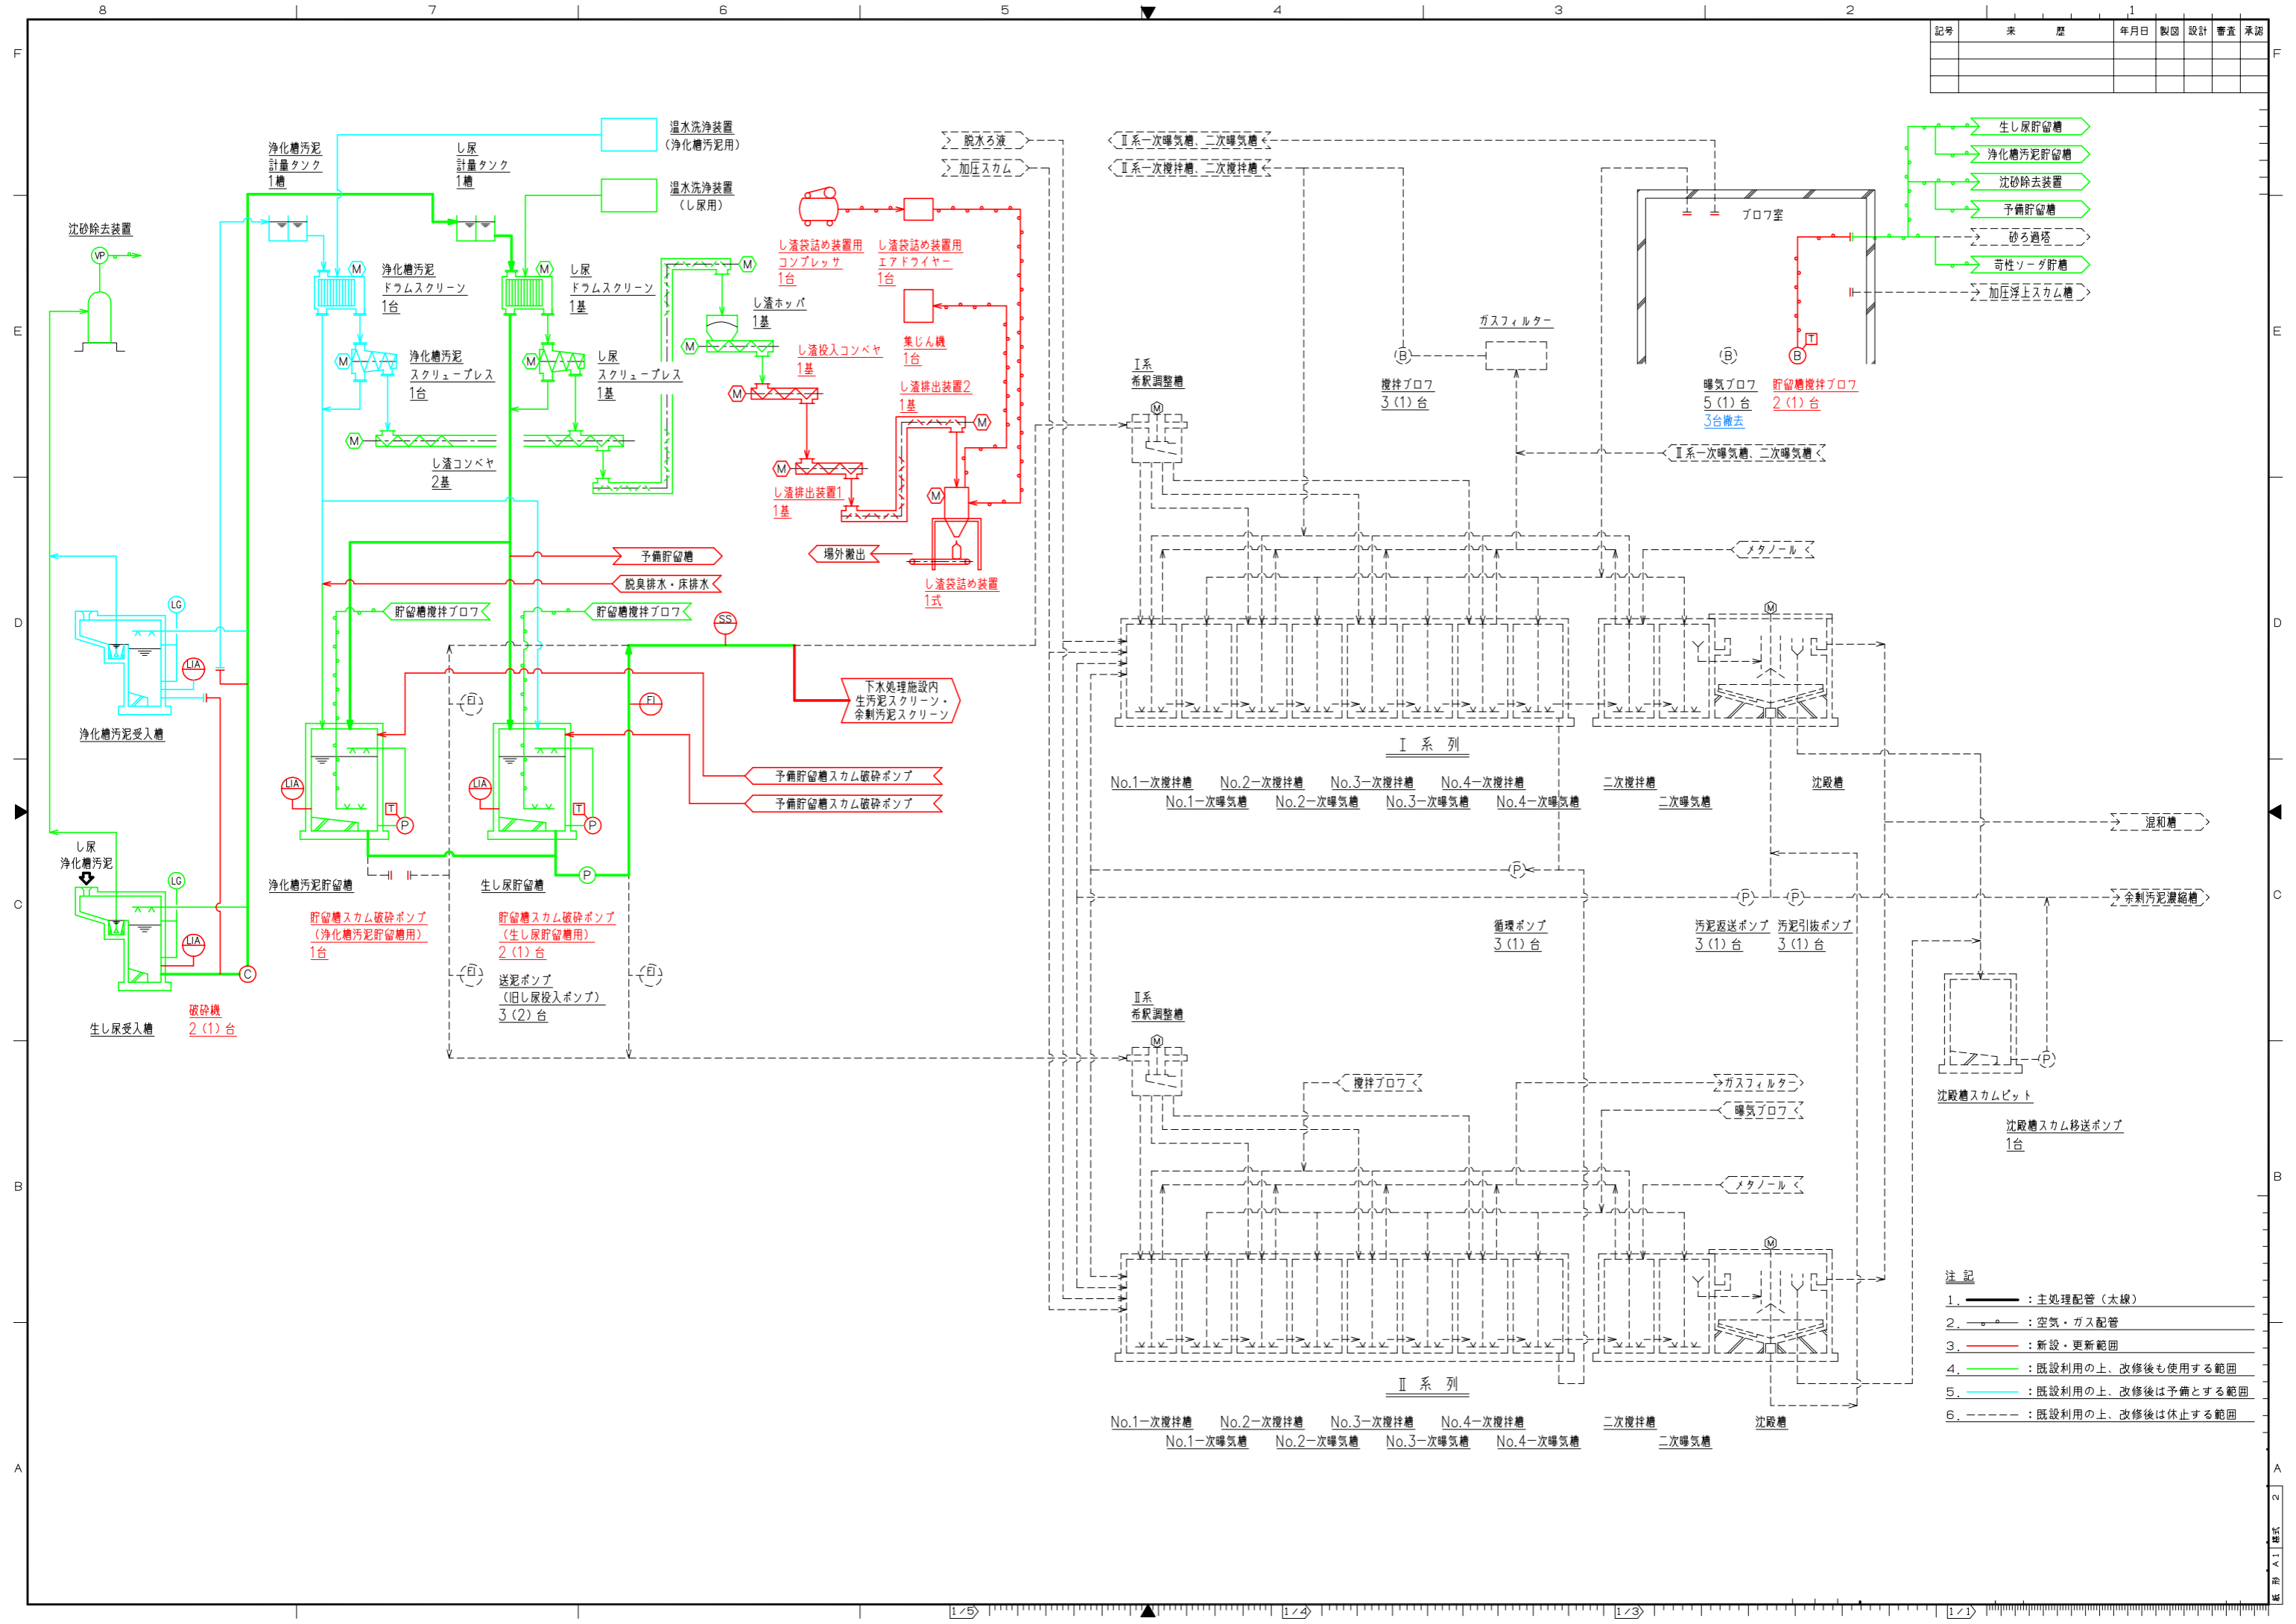 8 7 6 5 4 3 2 1
記号 来歴 年月日 製図 設計 審査 承認
F F
E E
D D
C C
B B
A A
沈砂除去装置
VP
浄化槽汚泥
計量タンク
1槽
し尿
計量タンク
1槽
温水洗浄装置
(浄化槽汚泥用)
温水洗浄装置
(し尿用)
M
浄化槽汚泥
ドラムスクリーン
1台
M
し尿
ドラムスクリーン
1基
M
浄化槽汚泥
スクリュープレス
1台
M
し尿
スクリュープレス
1基
M
し渣コンベヤ
2基
M
し渣ホッパ
1基
M
し渣袋詰め装置用
コンプレッサ
1台
し渣袋詰め装置用
エアドライヤー
1台
集じん機
1台
し渣投入コンベヤ
1基
M
し渣排出装置2
1基
M
M
し渣排出装置1
1基
M
場外搬出
し渣袋詰め装置
1式
予備貯留槽
脱臭排水・床排水
貯留槽撹拌ブロワ
貯留槽撹拌ブロワ
SS
FI
FI
下水処理施設内
生汚泥スクリーン・
余剰汚泥スクリーン
予備貯留槽スカム破砕ポンプ
予備貯留槽スカム破砕ポンプ
LG
LIA
浄化槽汚泥受入槽
し尿
浄化槽汚泥
LG
LIA
C
生し尿受入槽
破砕機
2(1)台
LIA
T
P
浄化槽汚泥貯留槽
貯留槽スカム破砕ポンプ
(浄化槽汚泥貯留槽用)
1台
LIA
T
P
P
生し尿貯留槽
貯留槽スカム破砕ポンプ
(生し尿貯留槽用)
2(1)台
送泥ポンプ
(旧し尿投入ポンプ)
3(2)台
FI
FI
脱水ろ液
加圧スカム
Ⅱ系一次曝気槽、二次曝気槽
Ⅱ系一次撹拌槽、二次撹拌槽
B
撹拌ブロワ
3(1)台
ガスフィルター
ブロワ室
B
曝気ブロワ
5(1)台
3台撤去
T
B
貯留槽撹拌ブロワ
2(1)台
生し尿貯留槽
浄化槽汚泥貯留槽
沈砂除去装置
予備貯留槽
砂ろ過塔
苛性ソーダ貯槽
加圧浮上スカム槽
Ⅱ系一次曝気槽、二次曝気槽
Ⅰ系
希釈調整槽
M
メタノール
M
Ⅰ系列
No.1一次撹拌槽 No.2一次撹拌槽 No.3一次撹拌槽 No.4一次撹拌槽 二次撹拌槽 沈殿槽
No.1一次曝気槽 No.2一次曝気槽 No.3一次曝気槽 No.4一次曝気槽 二次曝気槽
混和槽
P
P P
余剰汚泥濃縮槽
循環ポンプ
3(1)台
汚泥返送ポンプ
3(1)台
汚泥引抜ポンプ
3(1)台
Ⅱ系
希釈調整槽
M
撹拌ブロワ
ガスフィルター
曝気ブロワ
メタノール
M
P
沈殿槽スカムピット
沈殿槽スカム移送ポンプ
1台
Ⅱ系列
No.1一次撹拌槽 No.2一次撹拌槽 No.3一次撹拌槽 No.4一次撹拌槽 二次撹拌槽 沈殿槽
No.1一次曝気槽 No.2一次曝気槽 No.3一次曝気槽 No.4一次曝気槽 二次曝気槽
注記
1. :主処理配管(太線)
2. :空気・ガス配管
3. :新設・更新範囲
4. :既設利用の上、改修後も使用する範囲
5. :既設利用の上、改修後は予備とする範囲
6. :既設利用の上、改修後は休止する範囲
紙形 A1 様式 2
1/5 1/4 1/3 1/1